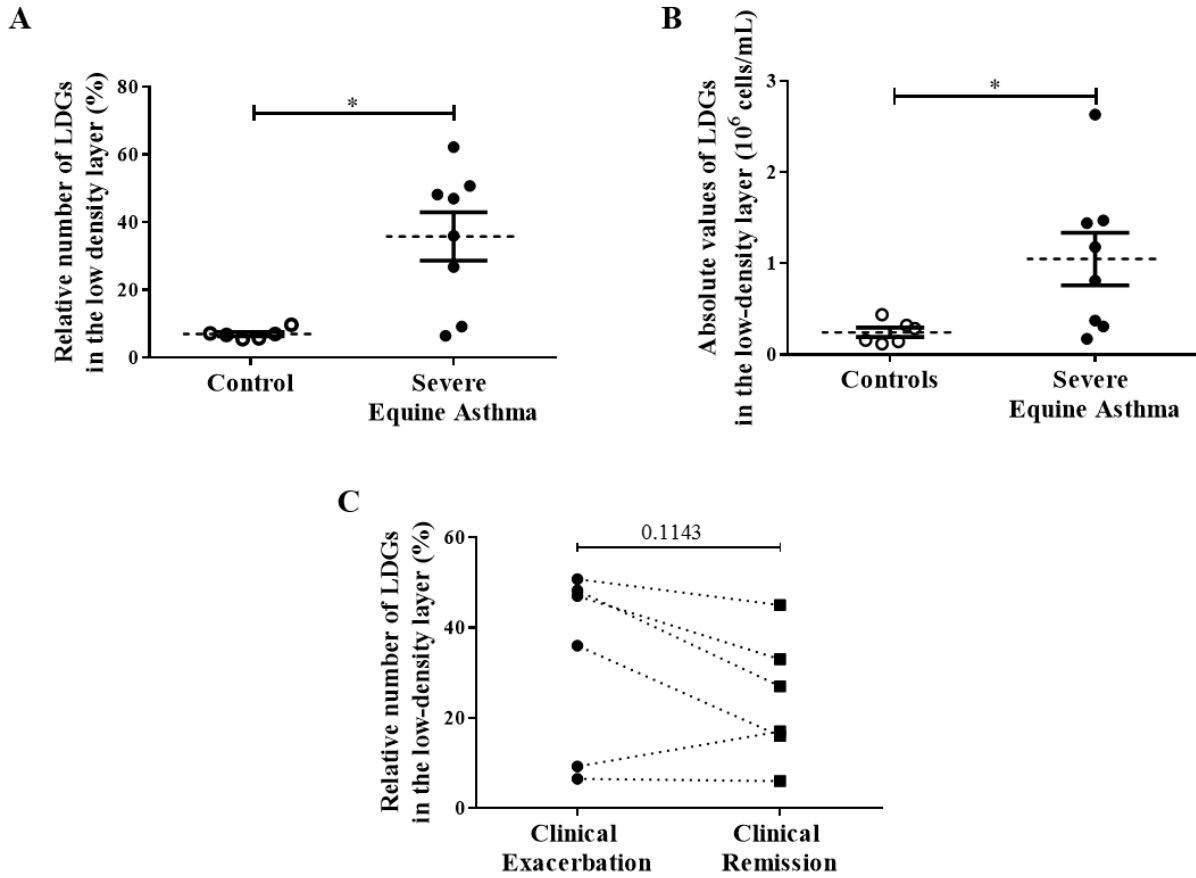 A
Relative number of LDGs
in the low density layer (%)
80
60
40
20
0
*
Control
Severe
Equine Asthma
B
Absolute values of LDGs
in the low-density layer (10⁶ cells/mL)
3
2
1
0
*
Controls
Severe
Equine Asthma
C
Relative number of LDGs
in the low-density layer (%)
60
40
20
0
0.1143
Clinical
Exacerbation
Clinical
Remission